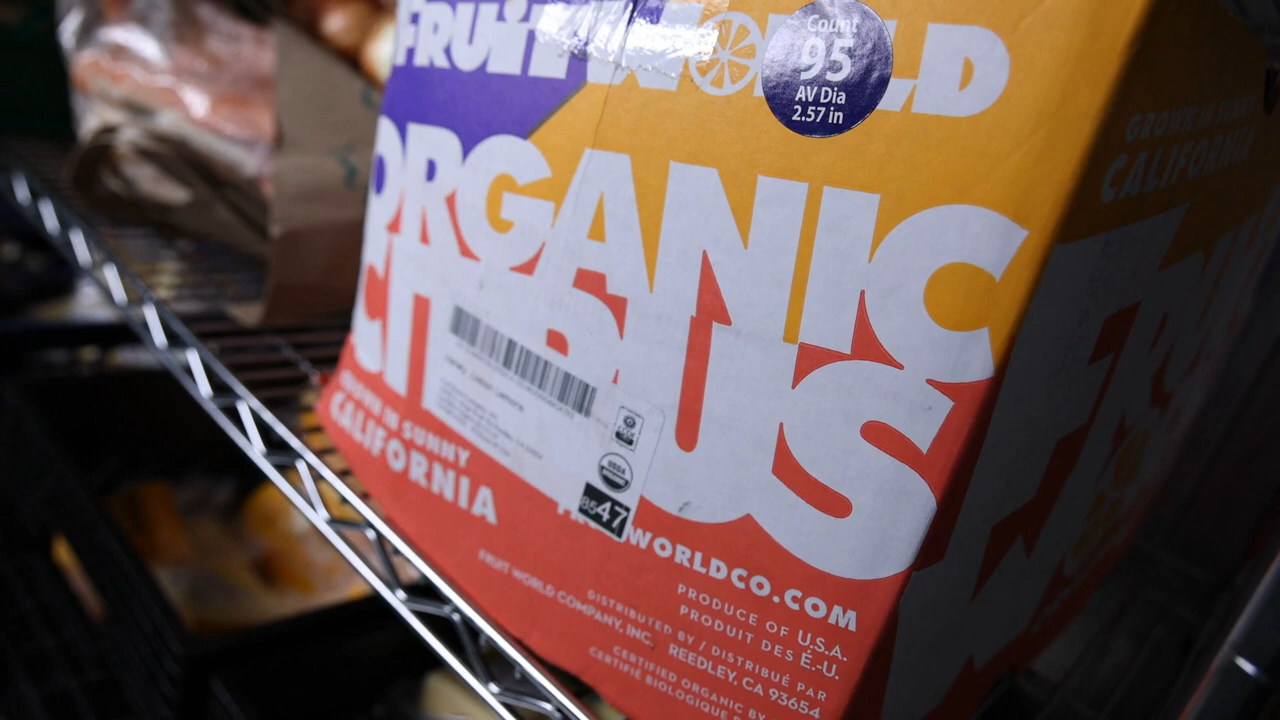 FRUIT WORLD
Count
95
AV Dia
2.57 in
ORGANIC
CITRUS
GROWN IN SUNNY
CALIFORNIA
USDA
ORGANIC
8547
WORLDCO.COM
PRODUCE OF U.S.A.
PRODUIT DES É.-U.
DISTRIBUTED BY / DISTRIBUÉ PAR
FRUIT WORLD COMPANY, INC. REEDLEY, CA 93654
CERTIFIED ORGANIC BY
CERTIFIÉ BIOLOGIQUE
GROWN IN
CALIFORNIA